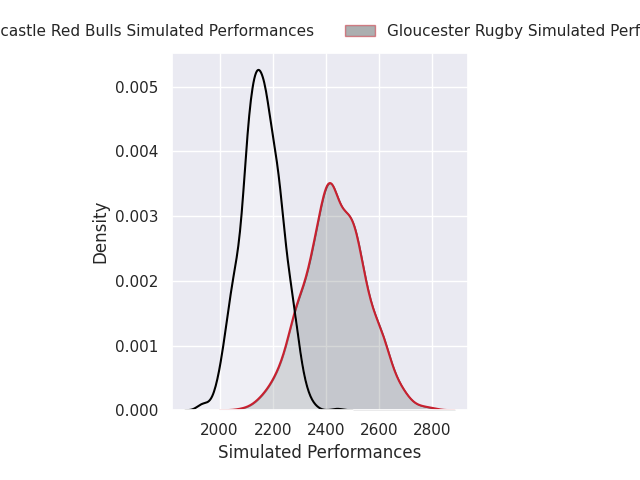 castle Red Bulls Simulated Performances Gloucester Rugby Simulated Perf
0.005
0.004
0.003
0.002
0.001
0.000
Density
2000 2200 2400 2600 2800
Simulated Performances